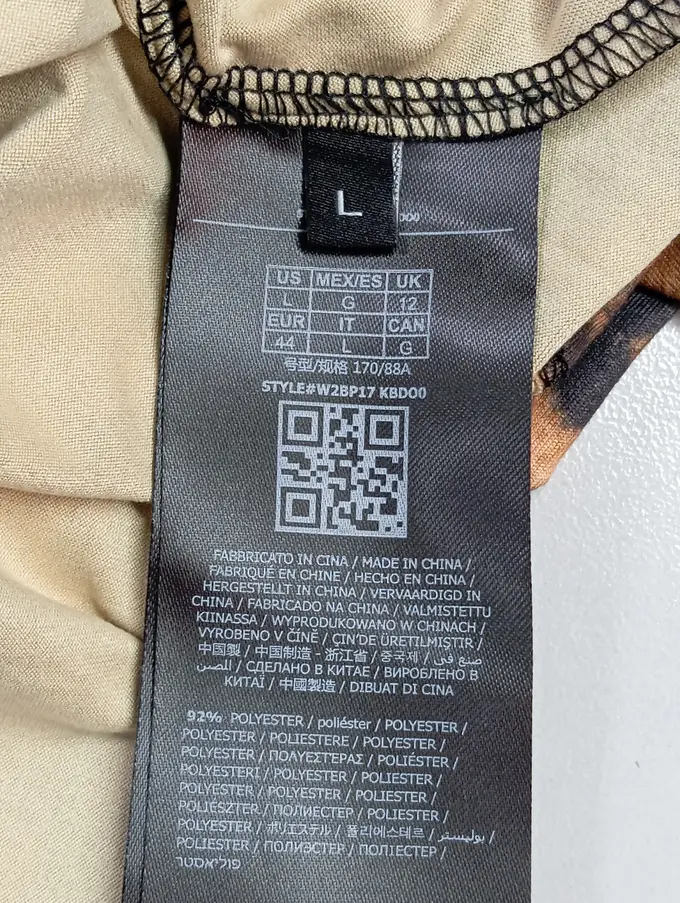 L
US MEX/ES UK
L G 12
EUR IT CAN
44 L G
号型/规格 170/88A
STYLE#W2BP17 KBDO0
FABBRICATO IN CINA / MADE IN CHINA /
FABRIQUÉ EN CHINE / HECHO EN CHINA /
HERGESTELLT IN CHINA / VERVAARDIGD IN
CHINA / FABRICADO NA CHINA / VALMISTETTU
KIINASSA / WYPRODUKOWANO W CHINACH /
VYROBENO V ČÍNĚ / ÇIN'DE ÜRETILMIŞTIR /
中国製 / 中国制造 - 浙江省 / 중국제 / صنع في
الصين / СДЕЛАНО В КИТАЕ / ВИРОБЛЕНО В
КИТАЇ / 中國製造 / DIBUAT DI CINA
92% POLYESTER / poliéster / POLYESTER /
POLYESTER / POLIESTERE / POLYESTER /
POLYESTER / ΠΟΛΥΕΣΤΈΡΑΣ / POLIÉSTER /
POLYESTERI / POLYESTER / POLIESTER /
POLYESTER / POLYESTER / POLIESTER /
POLIÉSZTER / ПОЛИЕСТЕР / POLIESTER /
POLYESTER / ポリエステル / 폴리에스테르 / بوليستر /
POLIESTER / ПОЛИЭСТЕР / ПОЛІЕСТЕР /
פוליאסטר